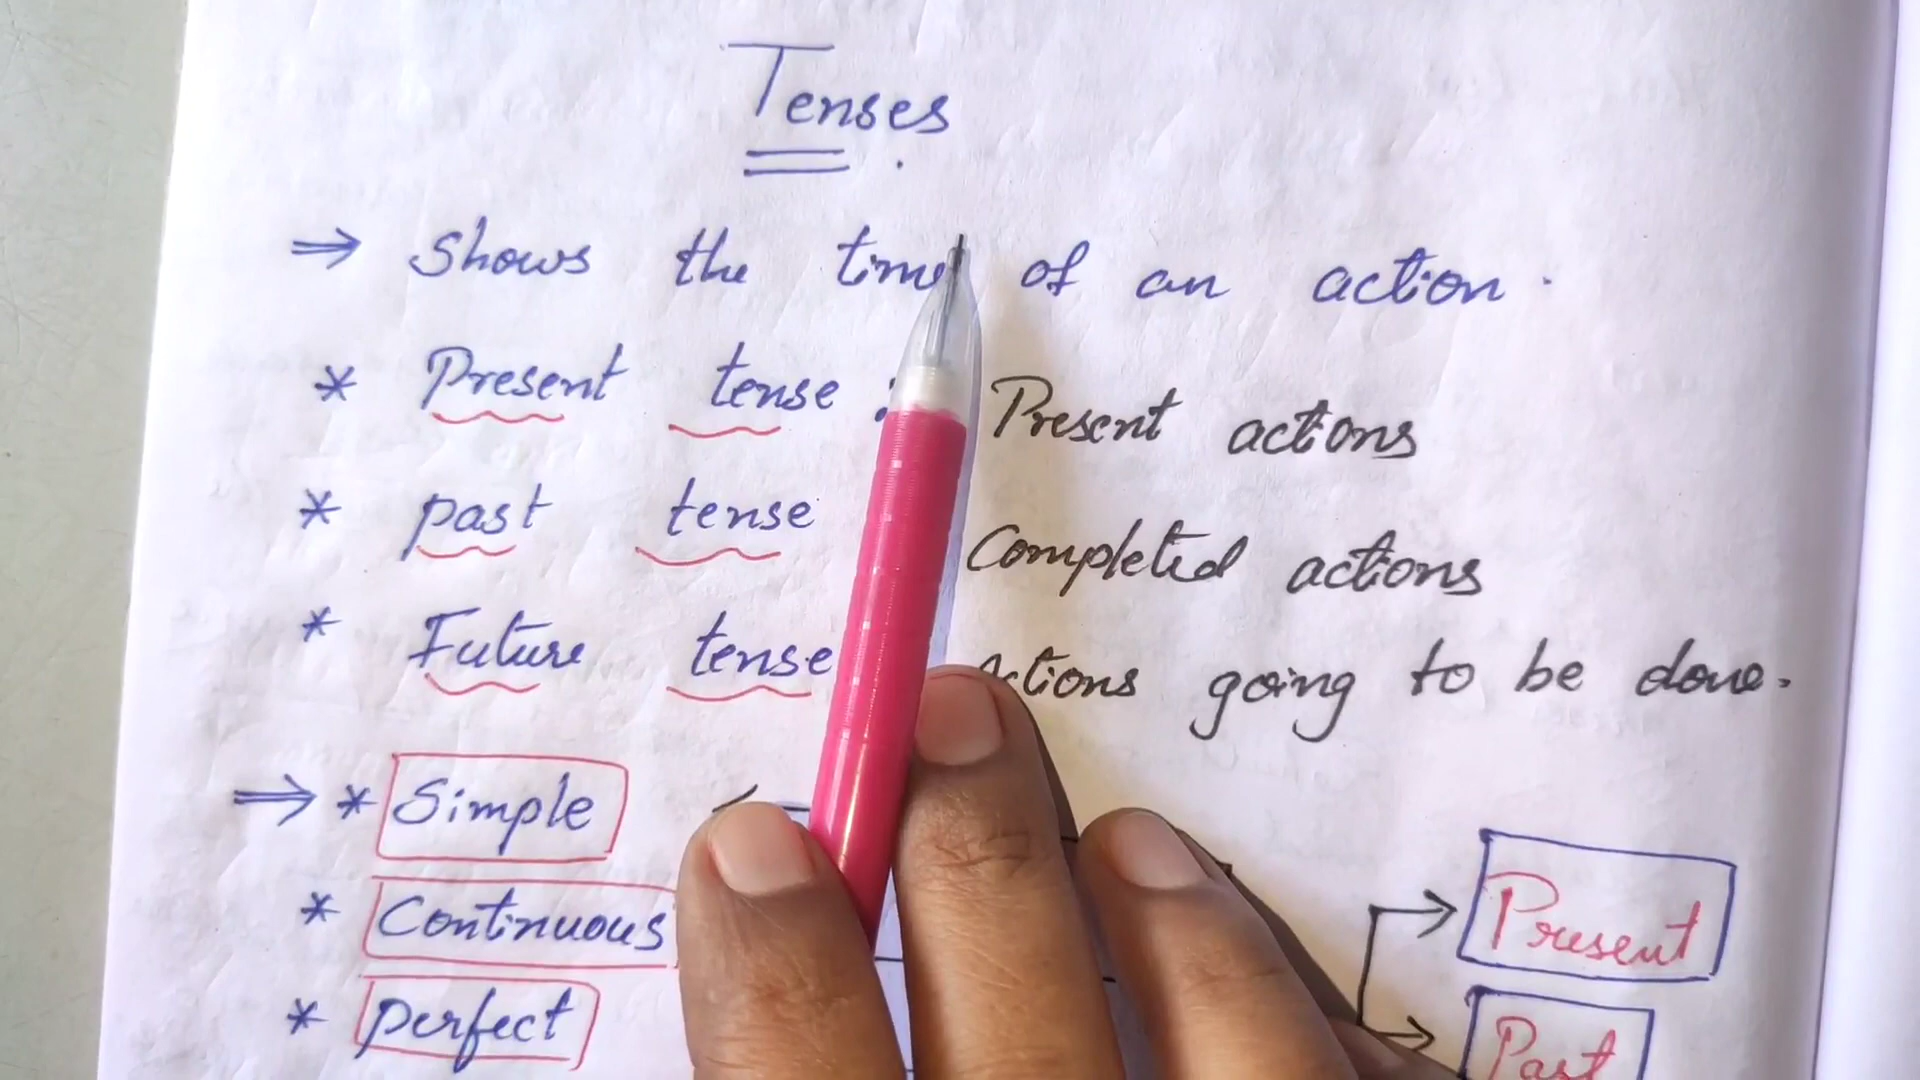 Tenses
⇒ Shows the time of an action.
* Present tense : Present actions
* past tense Completed actions
* Future tense Actions going to be done.
⇒ * Simple
* Continuous
Present
* perfect
Past